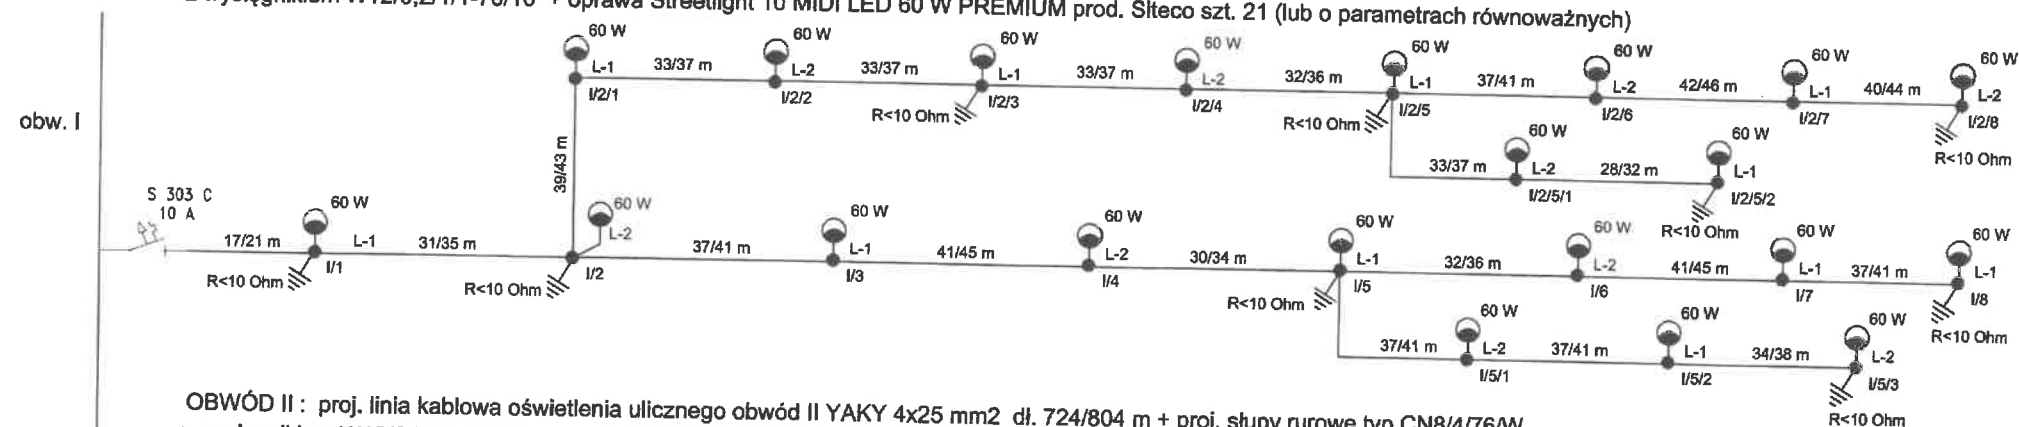 z wysięgnikiem W12/0,Z/1/1-76/10° + oprawa Streetlight 10 MIDI LED 60 W PREMIUM prod. Siteco szt. 21 (lub o parametrach równoważnych)
60 W 60 W 60 W 60 W 60 W 60 W 60 W 60 W
L-1 33/37 m L-2 33/37 m L-1 33/37 m L-2 32/36 m L-1 37/41 m L-2 42/46 m L-1 40/44 m L-2
I/2/1 I/2/2 I/2/3 I/2/4 I/2/5 I/2/6 I/2/7 I/2/8
R<10 Ohm R<10 Ohm R<10 Ohm
obw. I
39/43 m
60 W 60 W
33/37 m L-2 28/32 m L-1
I/2/5/1 I/2/5/2
R<10 Ohm
S 303 C
10 A
60 W 60 W 60 W 60 W 60 W 60 W 60 W 60 W
17/21 m L-1 31/35 m L-2 37/41 m L-1 41/45 m L-2 30/34 m L-1 32/36 m L-2 41/45 m L-1 37/41 m L-1
I/1 I/2 I/3 I/4 I/5 I/6 I/7 I/8
R<10 Ohm R<10 Ohm R<10 Ohm R<10 Ohm
60 W 60 W 60 W
37/41 m L-2 37/41 m L-1 34/38 m L-2
I/5/1 I/5/2 I/5/3
R<10 Ohm
OBWÓD II : proj. linia kablowa oświetlenia ulicznego obwód II YAKY 4x25 mm2 dł. 724/804 m + proj. słupy rurowe typ CN8/4/76/W